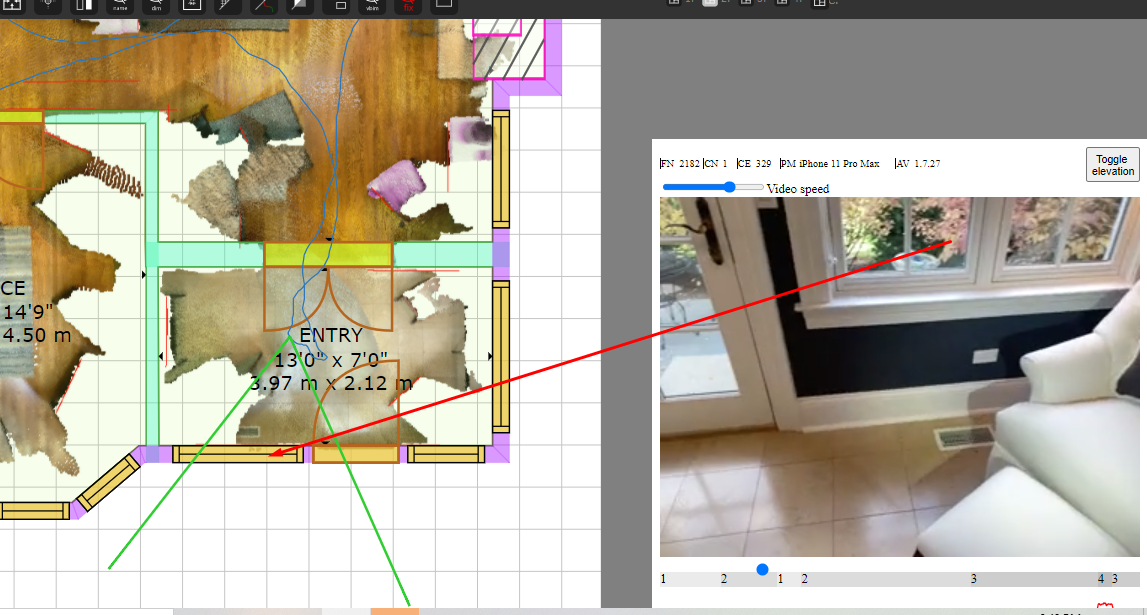 name
dim
vbim
FN 2182 CN 1 CE 329 PM iPhone 11 Pro Max AV 1.7.27
Toggle
elevation
Video speed
CE
14'9"
4.50 m
ENTRY
13'0" x 7'0"
3.97 m x 2.12 m
1 2 1 2 3 4 3